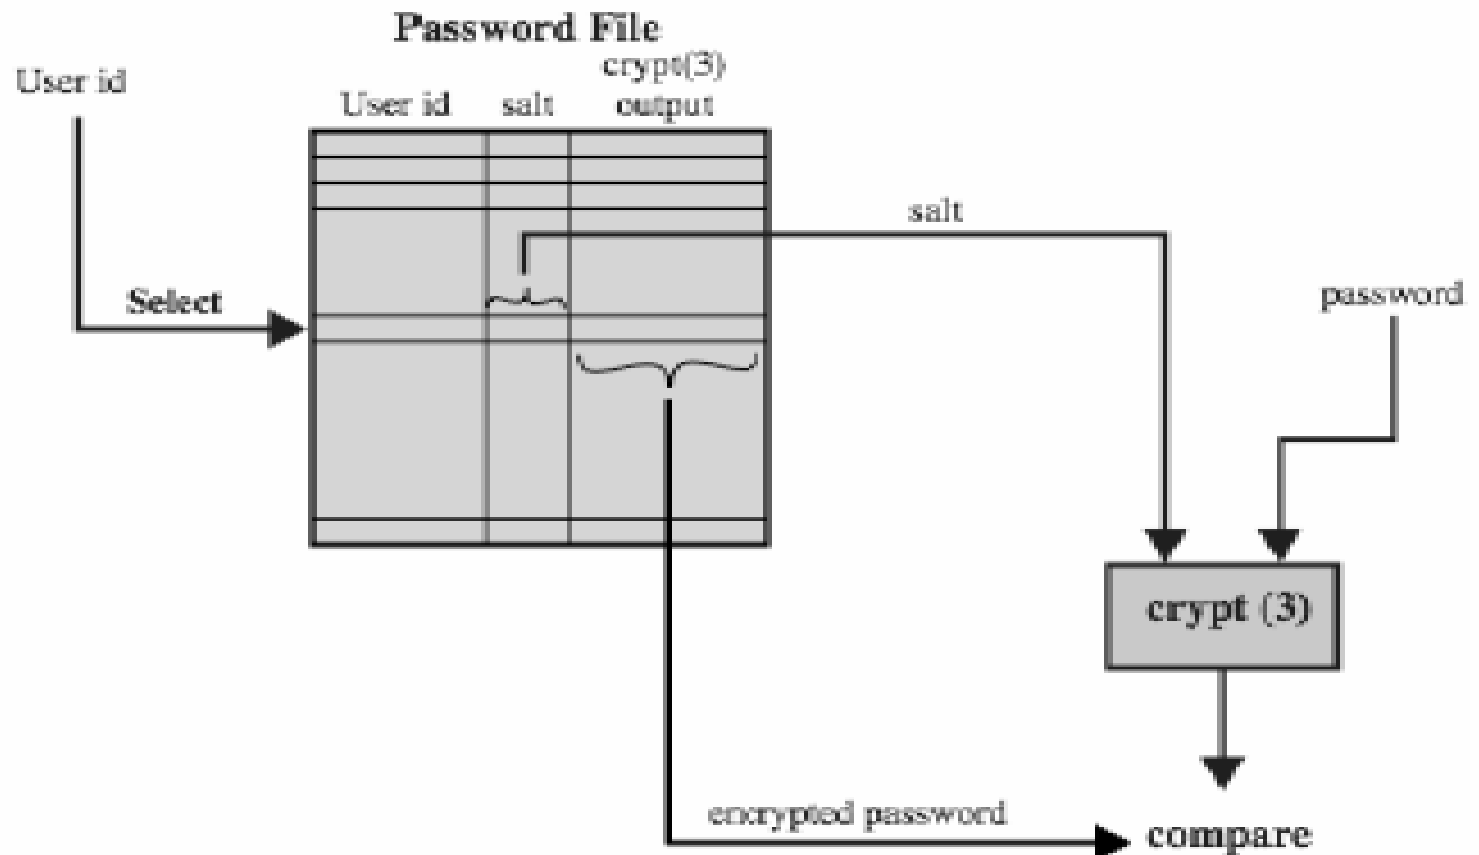 Password File
User id
crypt(3)
User id salt output
salt
Select
password
crypt (3)
encrypted password
compare